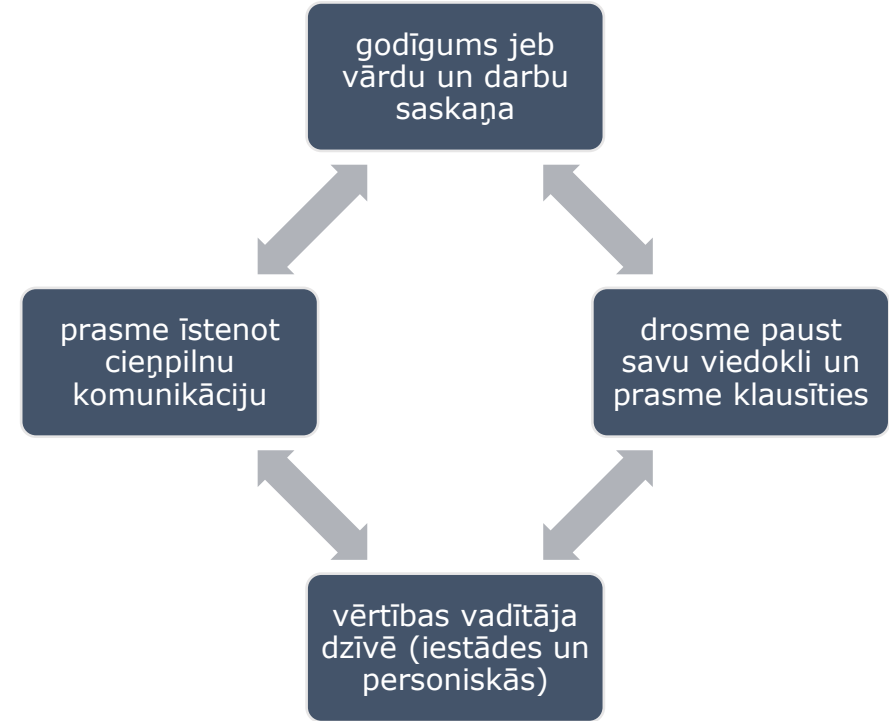 godīgums jeb
vārdu un darbu
saskaņa
prasme īstenot
cieņpilnu
komunikāciju
drosme paust
savu viedokli un
prasme klausīties
vērtības vadītāja
dzīvē (iestādes un
personiskās)